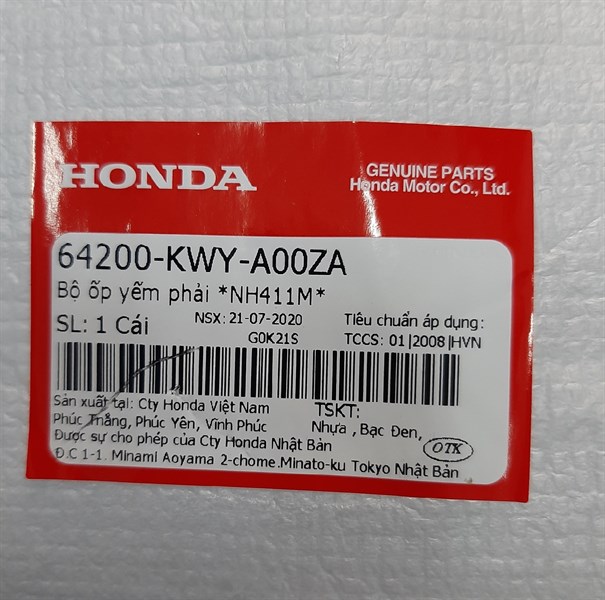 HONDA
GENUINE PARTS
Honda Motor Co., Ltd.
64200-KWY-A00ZA
Bộ ốp yếm phải *NH411M*
SL: 1 Cái
NSX: 21-07-2020
G0K21S
Tiêu chuẩn áp dụng:
TCCS: 01|2008|HVN
Sản xuất tại: Cty Honda Việt Nam
Phúc Thắng, Phúc Yên, Vĩnh Phúc
Được sự cho phép của Cty Honda Nhật Bản
Đ.C 1-1. Minami Aoyama 2-chome.Minato-ku Tokyo Nhật Bản
TSKT:
Nhựa , Bạc Đen,
OTK